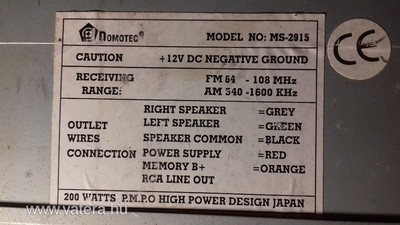 DOMOTEC® MODEL NO: MS-2915
CAUTION +12V DC NEGATIVE GROUND
RECEIVING FM 64 - 108 MHz
RANGE: AM 540 -1600 KHz
RIGHT SPEAKER =GREY
OUTLET LEFT SPEAKER =GREEN
WIRES SPEAKER COMMON =BLACK
CONNECTION POWER SUPPLY =RED
MEMORY B+ =ORANGE
RCA LINE OUT
200 WATTS P.M.P.O HIGH POWER DESIGN JAPAN
CE
www.vatera.hu